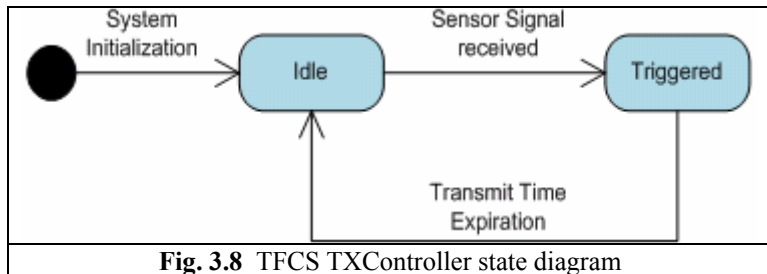 System
Initialization
Sensor Signal
received
Idle
Triggered
Transmit Time
Expiration
Fig. 3.8 TFCS TXController state diagram